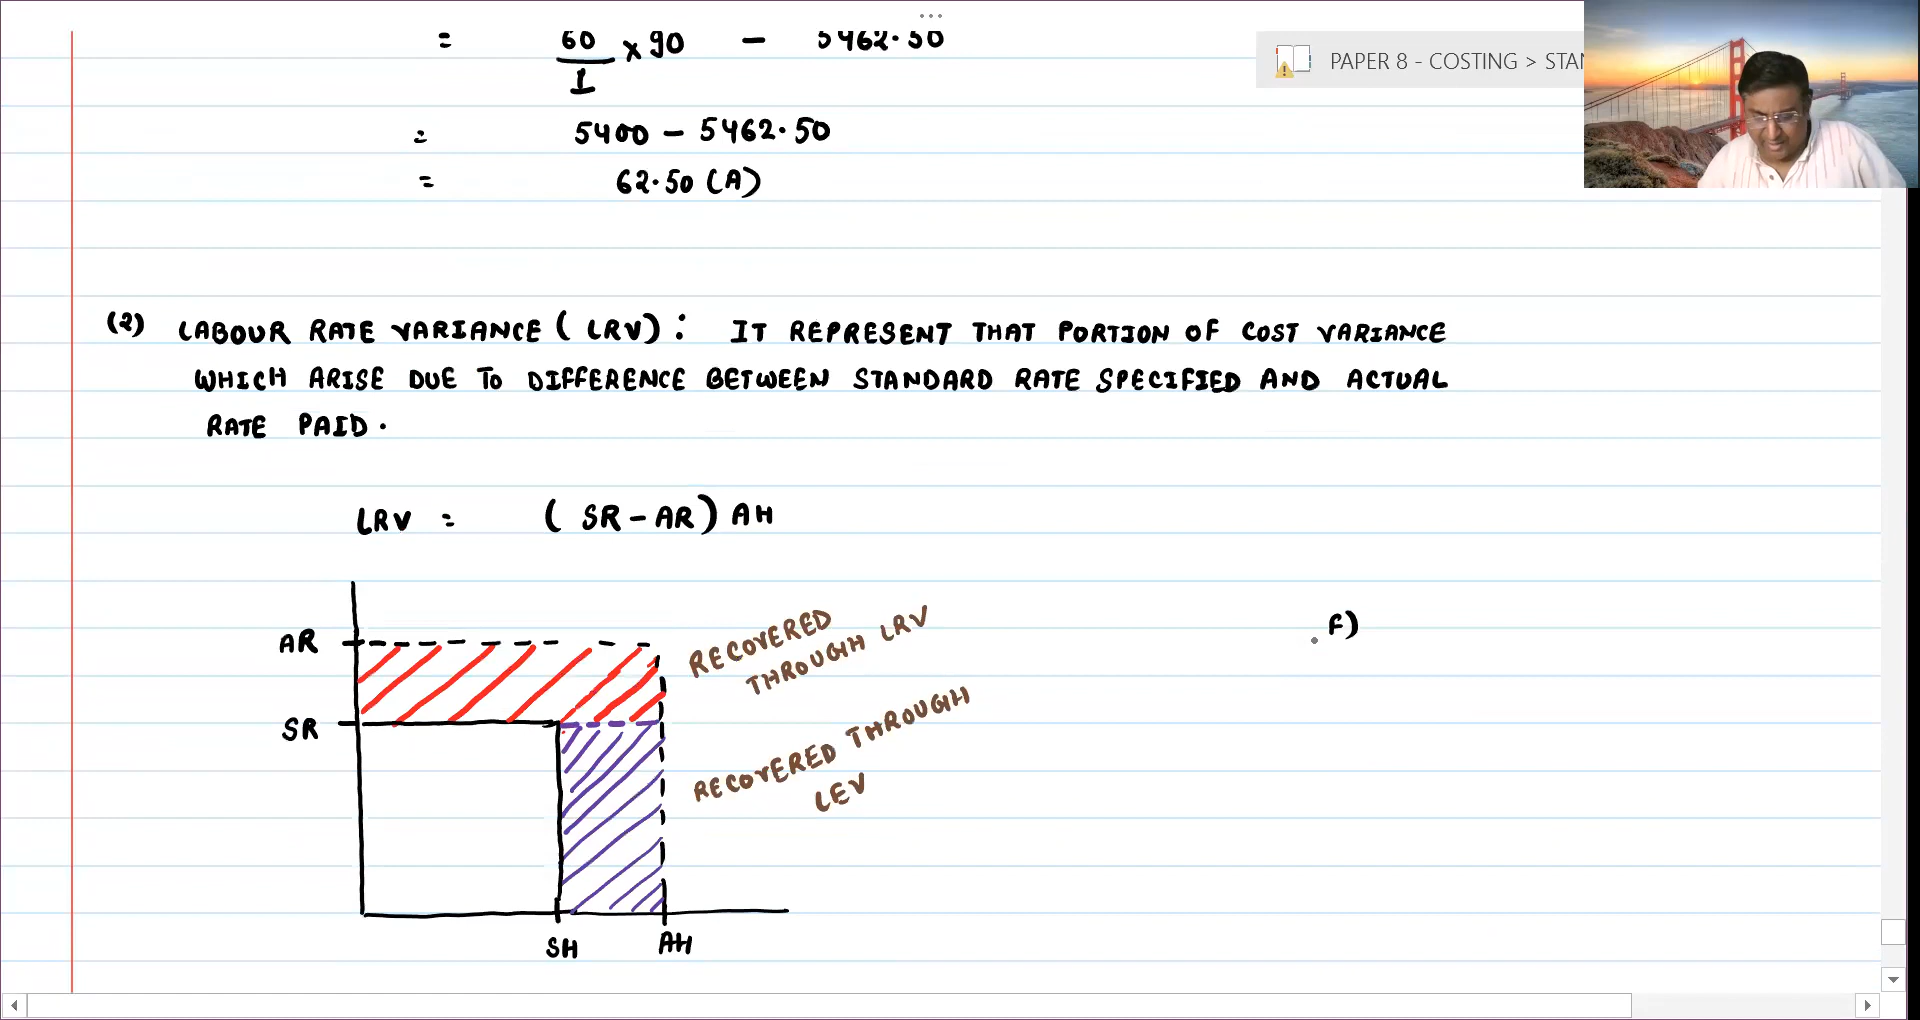 = 60/1 × 90 – 5462.50
PAPER 8 - COSTING > STAN
= 5400 – 5462.50
= 62.50 (A)
(2) LABOUR RATE VARIANCE ( LRV) : IT REPRESENT THAT PORTION OF COST VARIANCE
WHICH ARISE DUE TO DIFFERENCE BETWEEN STANDARD RATE SPECIFIED AND ACTUAL
RATE PAID .
LRV = ( SR – AR ) AH
AR
RECOVERED
THROUGH LRV
F)
SR
RECOVERED THROUGH
LEV
SH AH